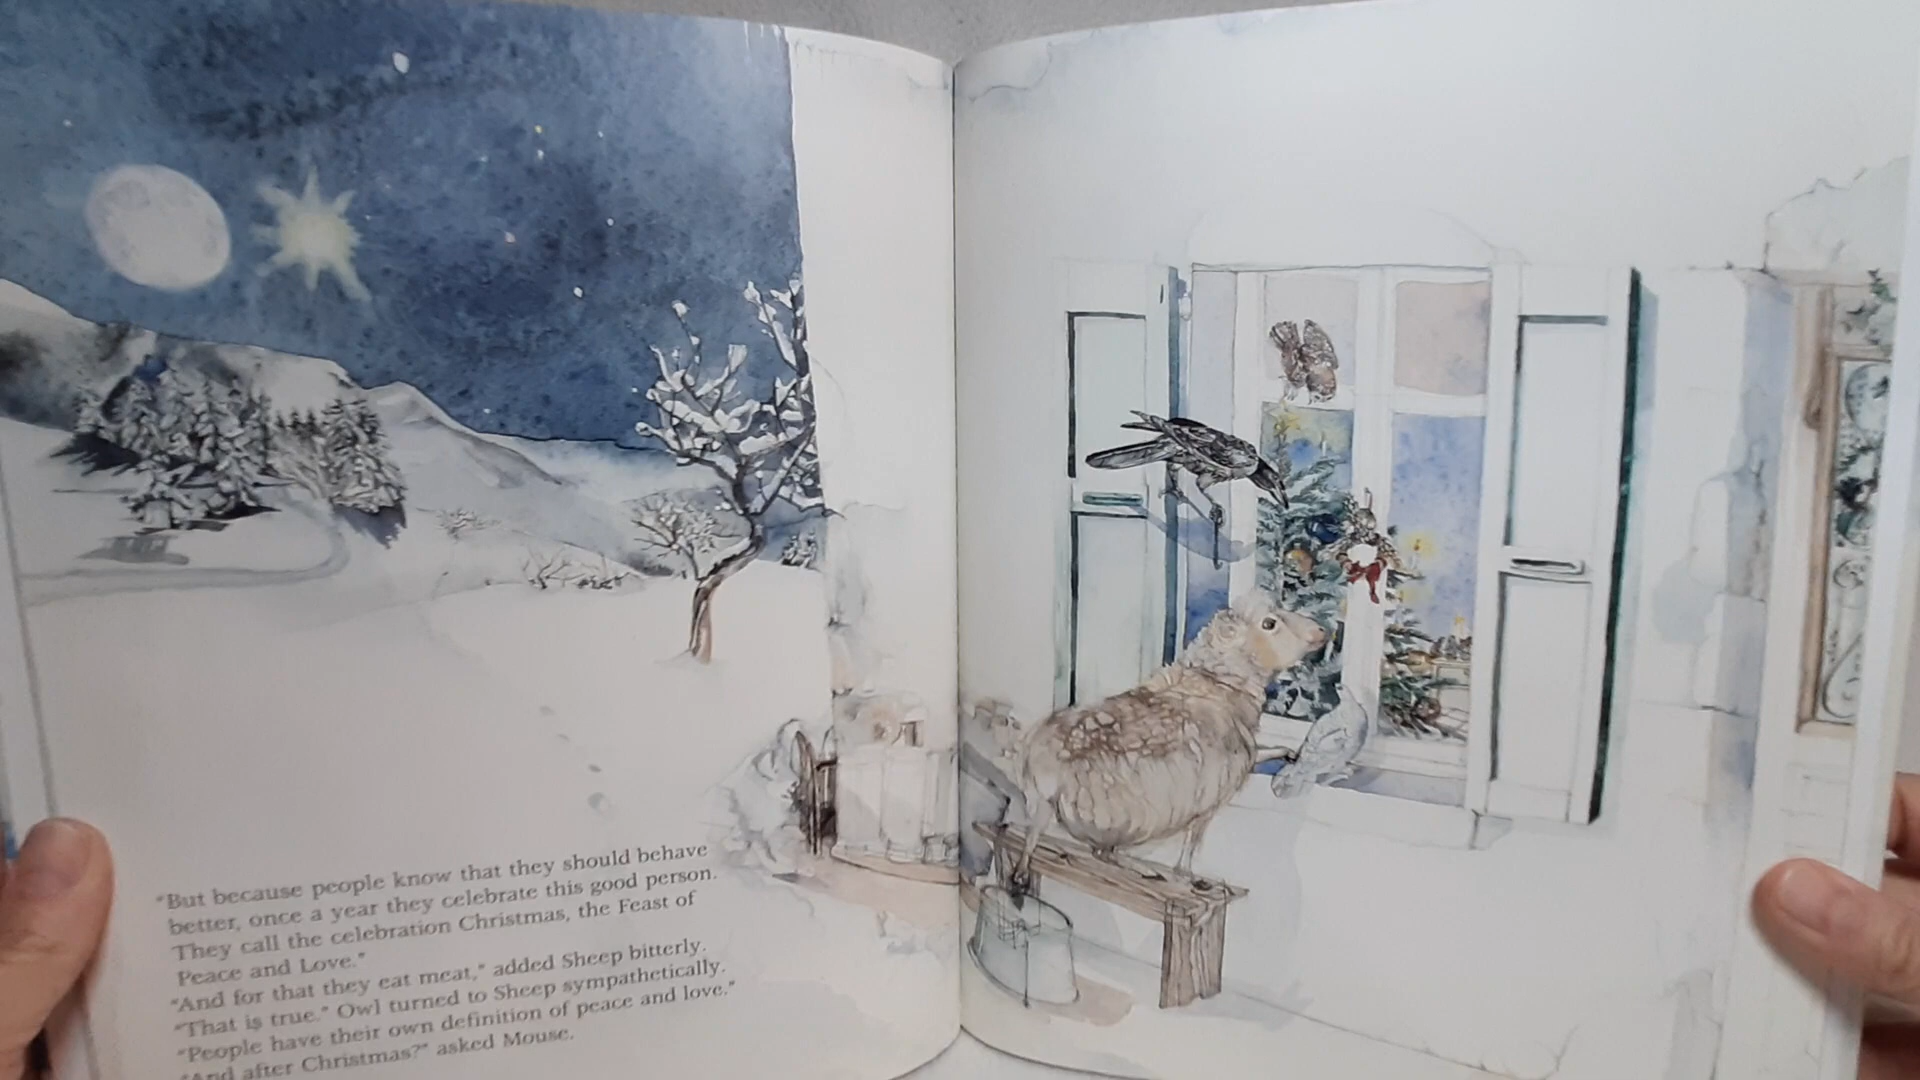 "But because people know that they should behave
better, once a year they celebrate this good person.
They call the celebration Christmas, the Feast of
Peace and Love."
"And for that they eat meat," added Sheep bitterly.
"That is true." Owl turned to Sheep sympathetically.
"People have their own definition of peace and love."
"And after Christmas?" asked Mouse.